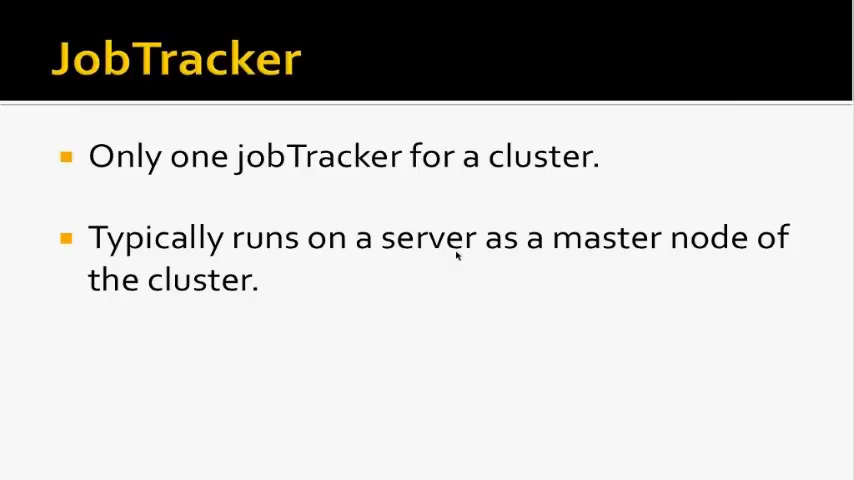 JobTracker
Only one jobTracker for a cluster.
Typically runs on a server as a master node of
the cluster.